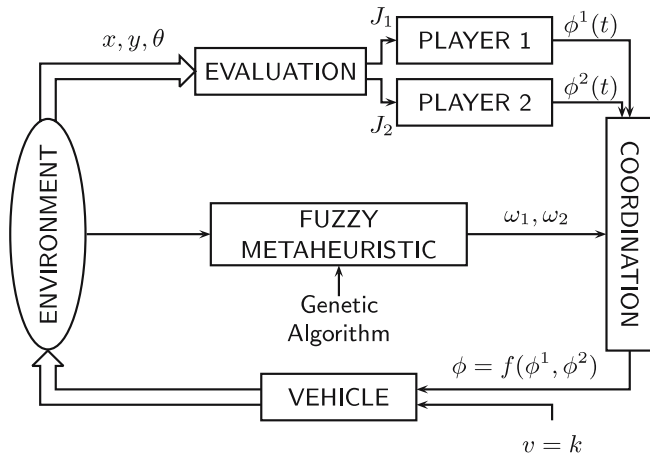 x, y, θ
EVALUATION
J₁
J₂
PLAYER 1
PLAYER 2
ϕ¹(t)
ϕ²(t)
ENVIRONMENT
FUZZY
METAHEURISTIC
ω₁, ω₂
COORDINATION
Genetic
Algorithm
ϕ = f(ϕ¹, ϕ²)
VEHICLE
v = k